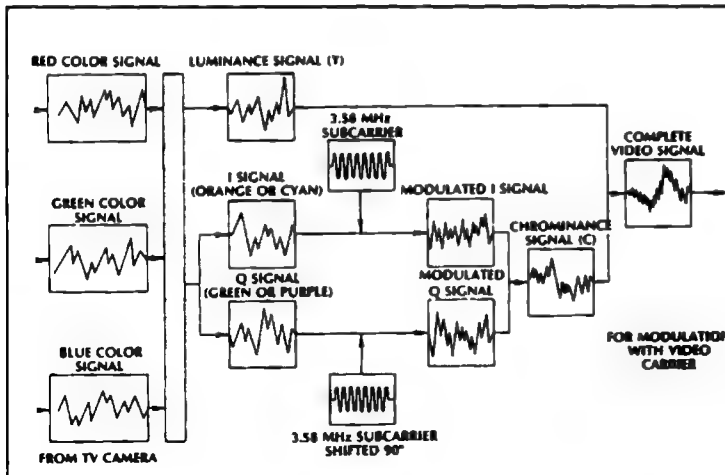 RED COLOR SIGNAL
LUMINANCE SIGNAL (Y)
3.58 MHz
SUBCARRIER
COMPLETE
VIDEO SIGNAL
I SIGNAL
(ORANGE OR CYAN)
MODULATED I SIGNAL
GREEN COLOR
SIGNAL
CHROMINANCE
SIGNAL (C)
Q SIGNAL
(GREEN OR PURPLE)
MODULATED
Q SIGNAL
BLUE COLOR
SIGNAL
FOR MODULATION
WITH VIDEO
CARRIER
3.58 MHz SUBCARRIER
SHIFTED 90°
FROM TV CAMERA